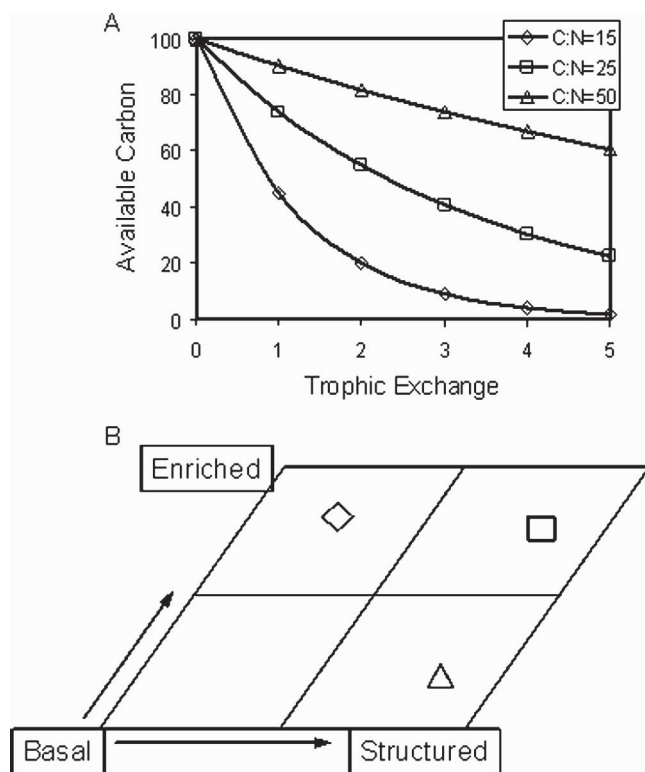 A
100
80
60
40
20
0
Available Carbon
C:N=15
C:N=25
C:N=50
0 1 2 3 4 5
Trophic Exchange
B
Enriched
Basal
Structured